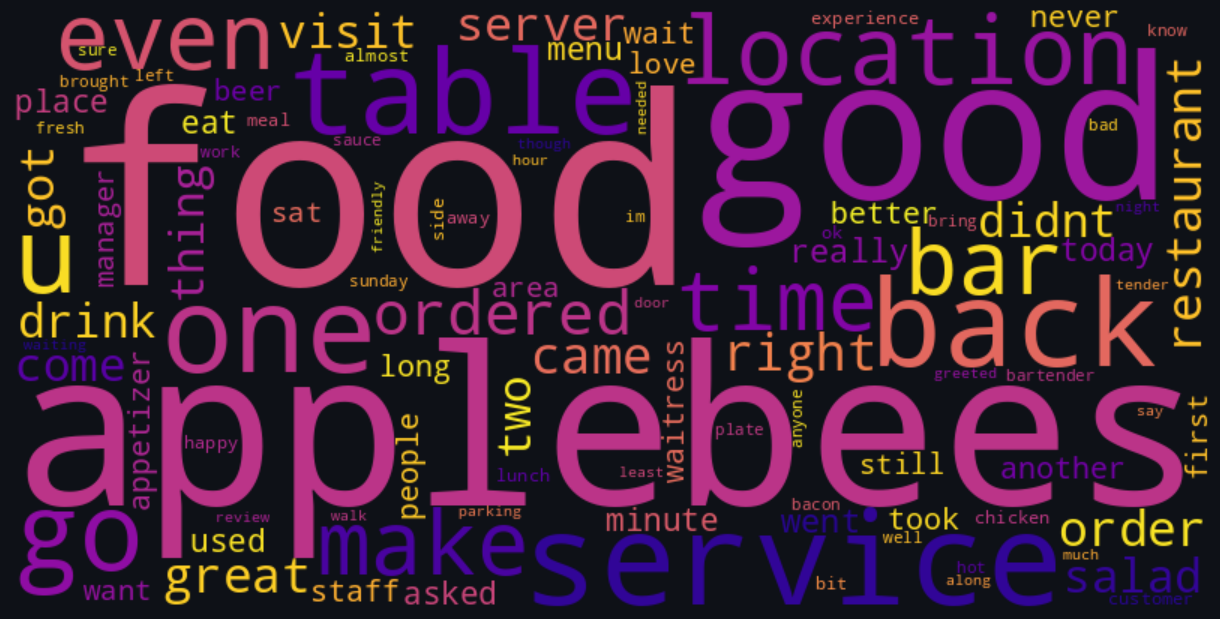 even
sure
visit
almost
server
wait
menu
love
location
experience
never
know
brought
left
place
fresh
beer
eat
meal
table
needed
good
bad
restaurant
food
work
sauce
though
hour
got
u
manager
thing
sat
friendly
side
away
im
night
better
bring
didnt
ok
really
bar
today
sunday
area
tender
drink
one
ordered
door
time
back
waiting
come
long
came
right
greeted
bartender
appetizer
applebees
happy
people
two
waitress
plate
anyone
say
first
still
another
lunch
least
go
review
walk
parking
bacon
minute
went
took
chicken
order
used
make
service
well
much
great
want
staff
asked
bit
hot
along
salad
customer